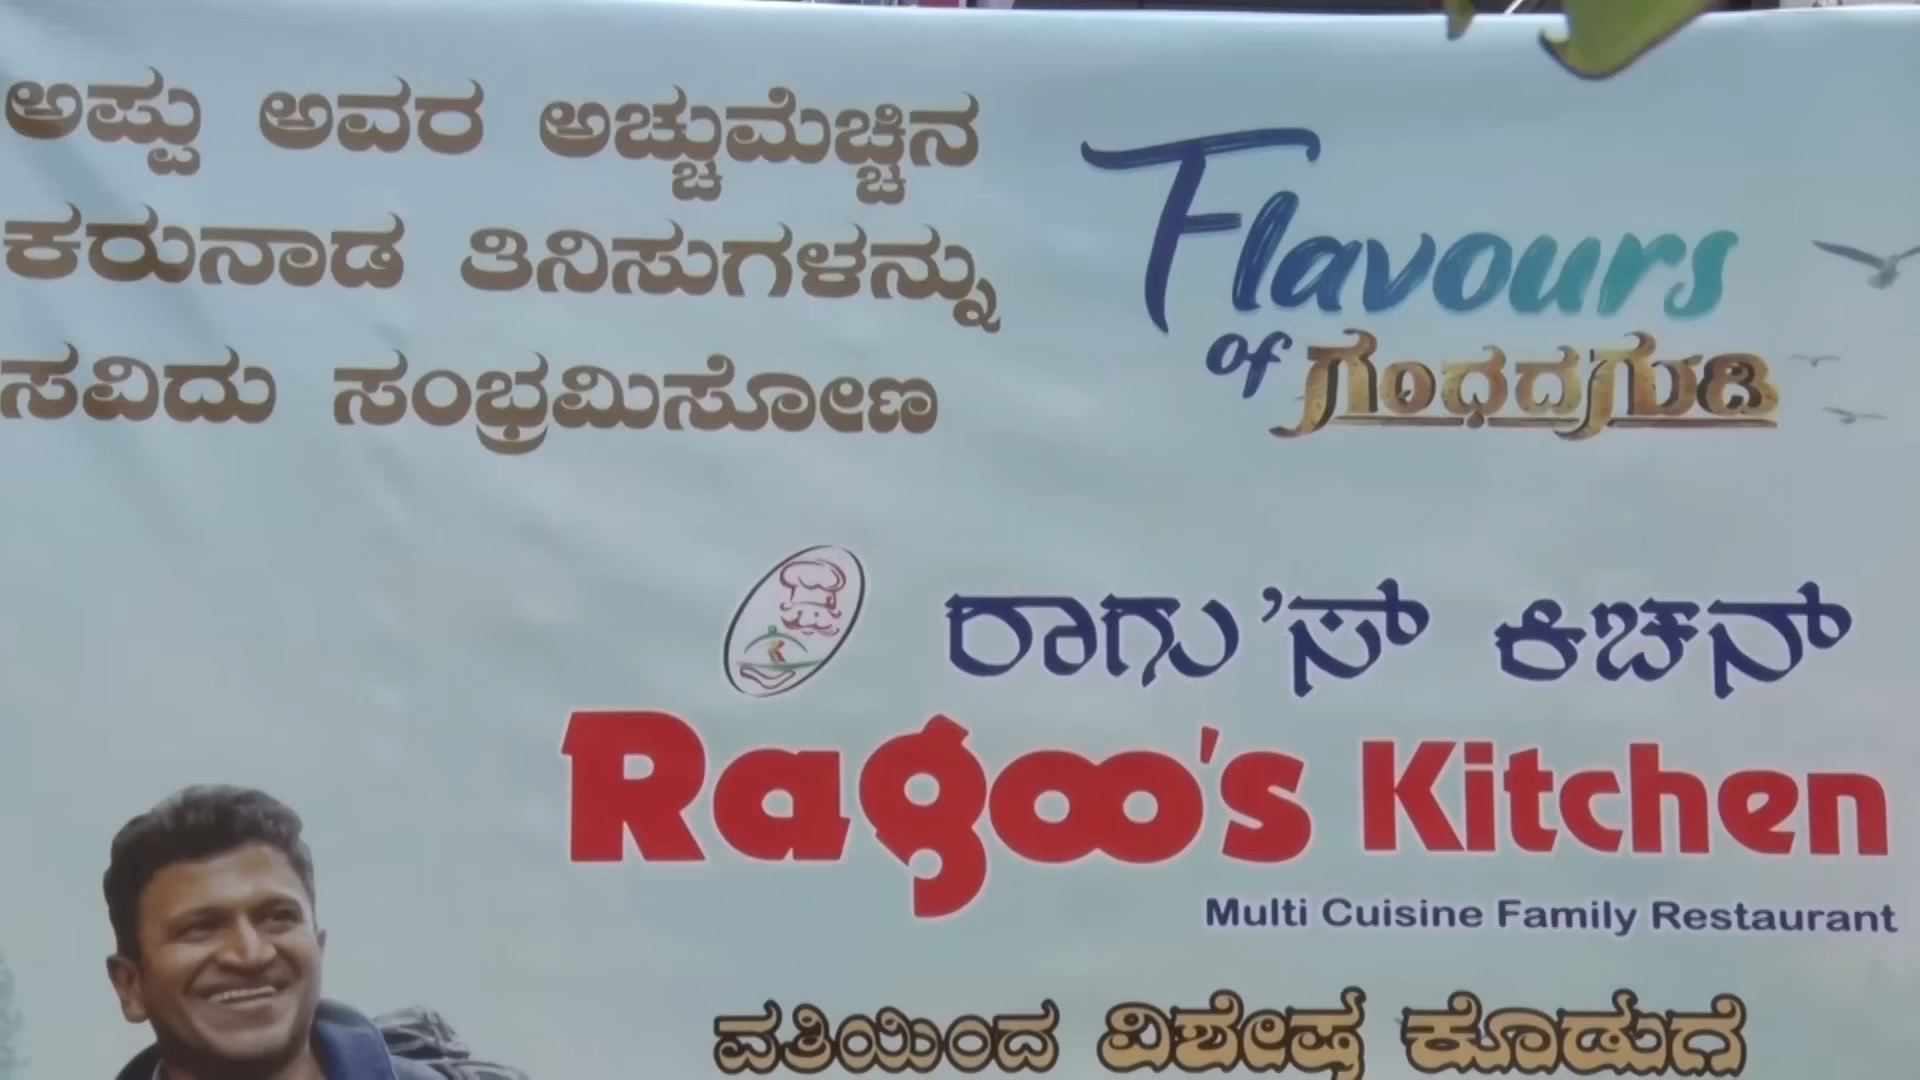 ಅಪ್ಪು ಅವರ ಅಚ್ಚುಮೆಚ್ಚಿನ
ಕರುನಾಡ ತಿನಿಸುಗಳನ್ನು
ಸವಿದು ಸಂಭ್ರಮಿಸೋಣ
Flavours
of ಗಂಧದಗುಡಿ
ರಾಗು'ಸ್ ಕಿಚನ್
Ragoo's Kitchen
Multi Cuisine Family Restaurant
ವತಿಯಿಂದ ವಿಶೇಷ ಕೊಡುಗೆ